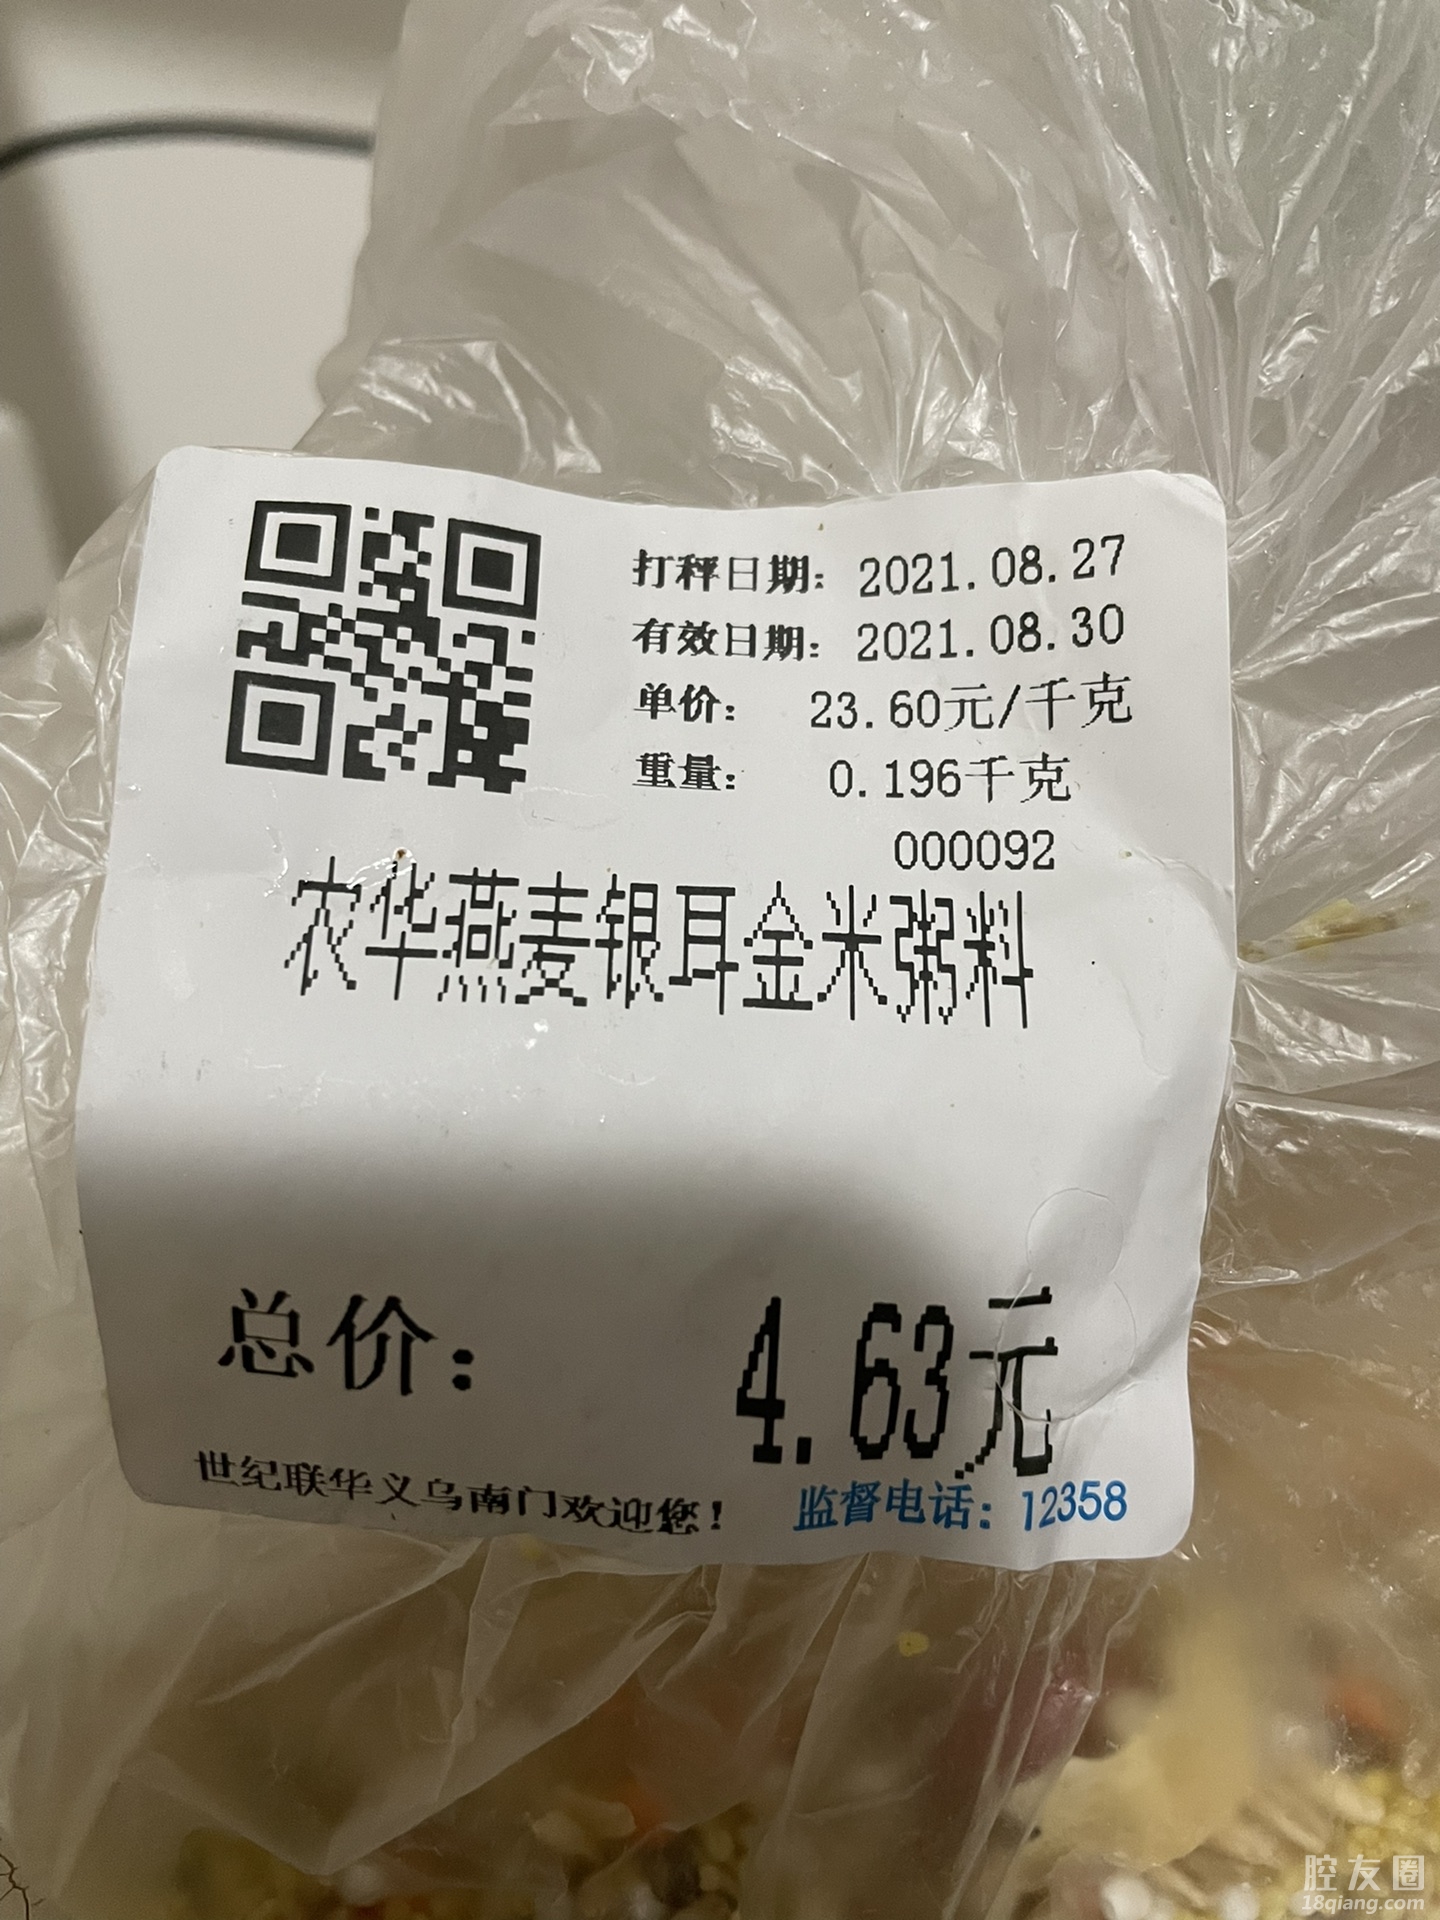 打秤日期：2021.08.27
有效日期：2021.08.30
单价：23.60元/千克
重量：0.196千克
000092
农华燕麦银耳金米粥料
总价：4.63元
世纪联华义乌南门欢迎您！
监督电话：12358
腔友圈
18qiang.com